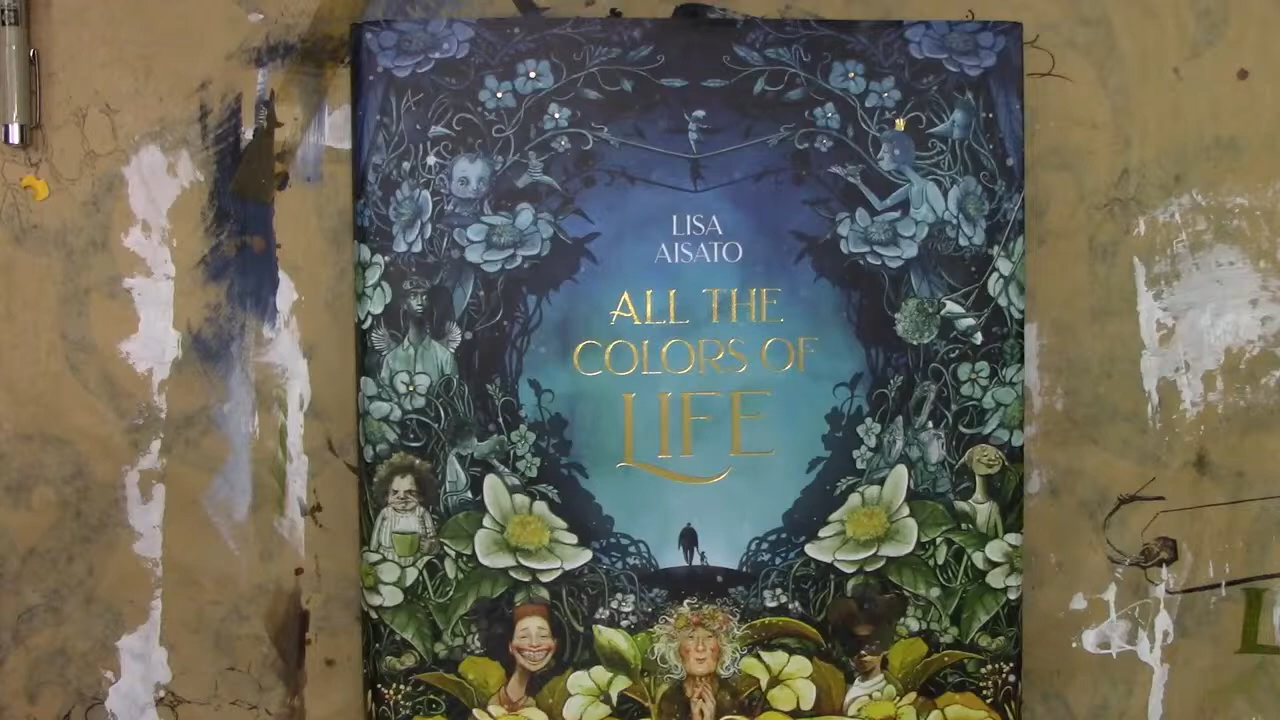 LISA
AISATO
ALL THE
COLORS OF
LIFE